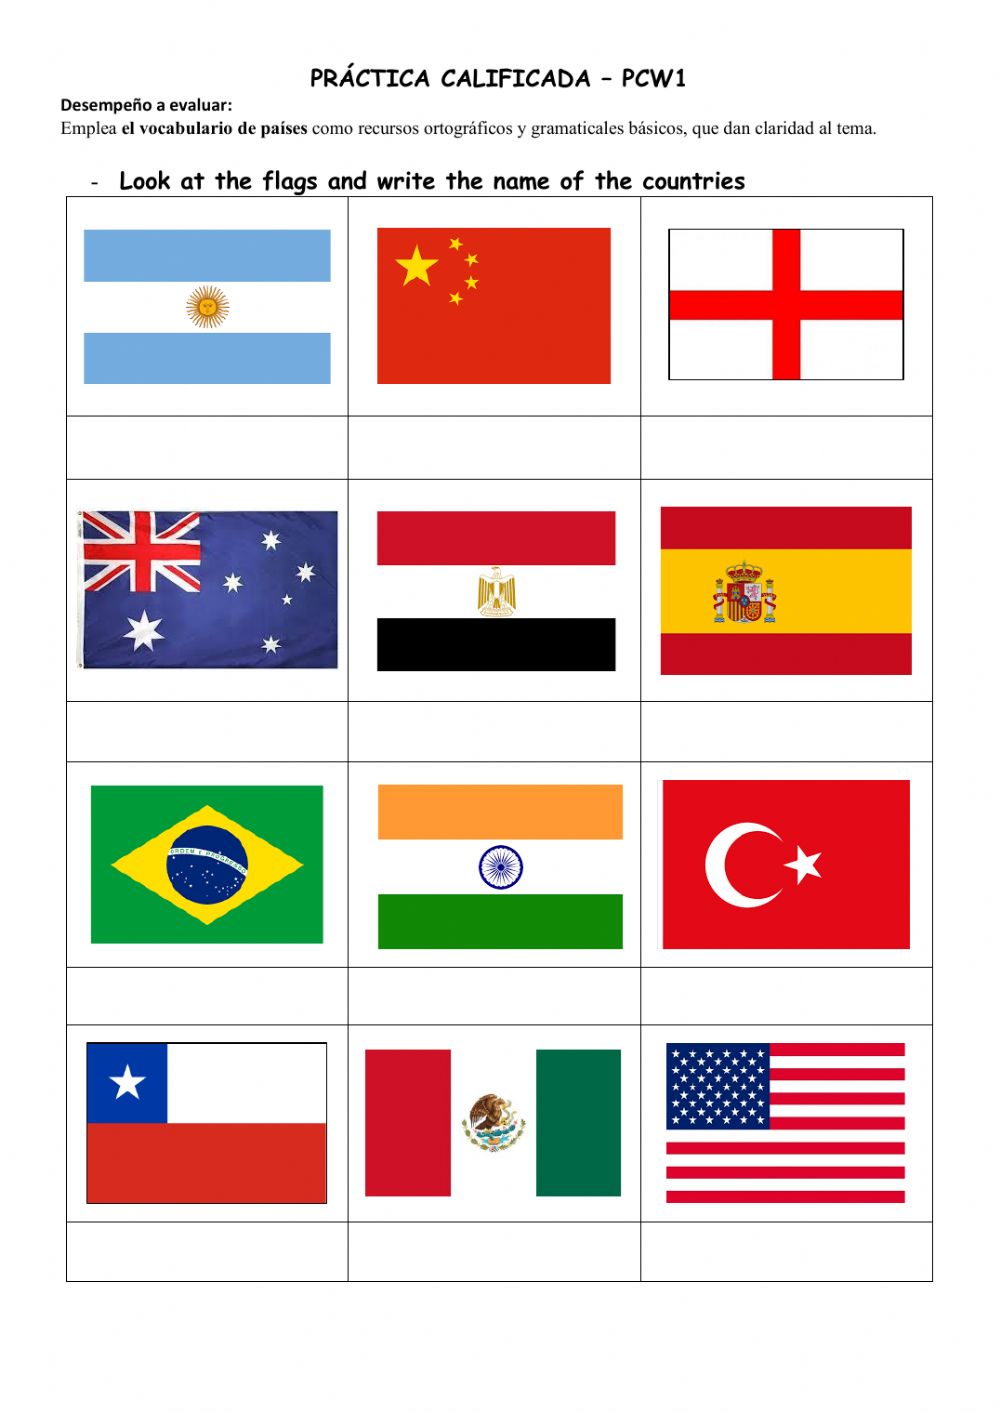 PRÁCTICA CALIFICADA – PCW1
Desempeño a evaluar:
Emplea el vocabulario de países como recursos ortográficos y gramaticales básicos, que dan claridad al tema.
- Look at the flags and write the name of the countries
ORDEM E PROGRESSO